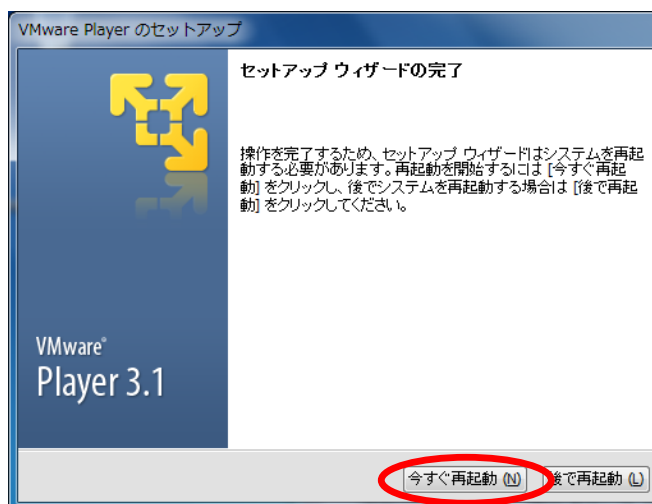 VMware Player のセットアップ
セットアップ ウィザードの完了
操作を完了するため、セットアップ ウィザードはシステムを再起
動する必要があります。再起動を開始するには [今すぐ再起
動] をクリックし、後でシステムを再起動する場合は [後で再起
動] をクリックしてください。
VMware®
Player 3.1
今すぐ再起動 (N)
後で再起動 (L)